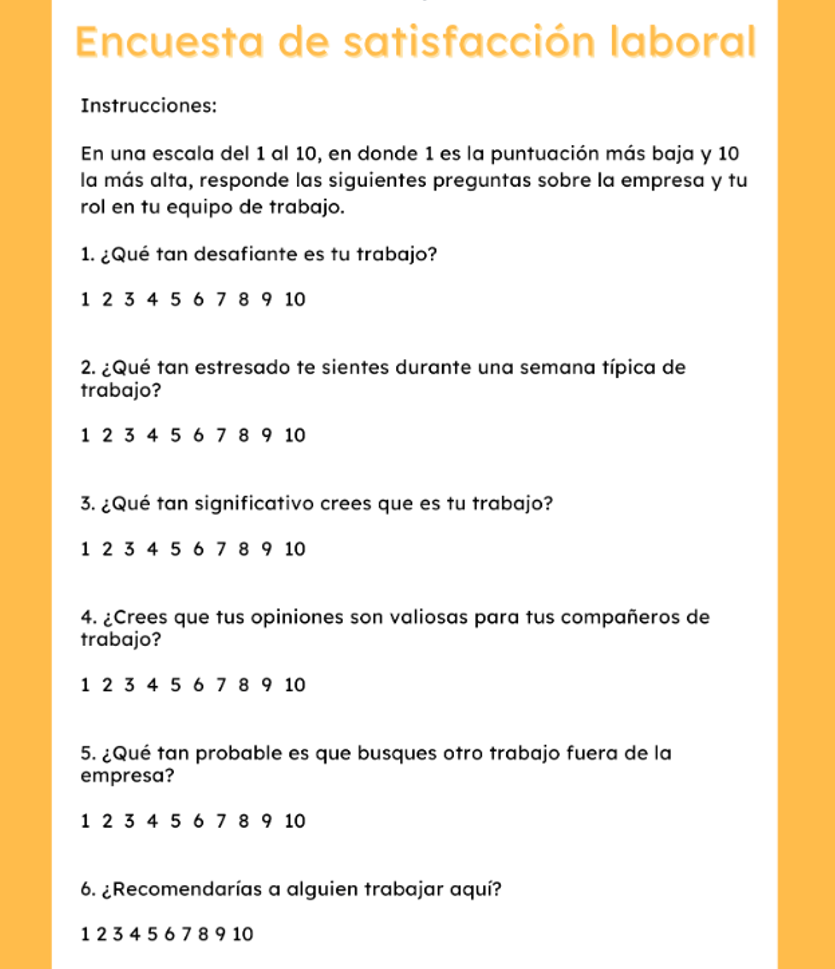 Encuesta de satisfacción laboral
Instrucciones:
En una escala del 1 al 10, en donde 1 es la puntuación más baja y 10
la más alta, responde las siguientes preguntas sobre la empresa y tu
rol en tu equipo de trabajo.
1. ¿Qué tan desafiante es tu trabajo?
1 2 3 4 5 6 7 8 9 10
2. ¿Qué tan estresado te sientes durante una semana típica de
trabajo?
1 2 3 4 5 6 7 8 9 10
3. ¿Qué tan significativo crees que es tu trabajo?
1 2 3 4 5 6 7 8 9 10
4. ¿Crees que tus opiniones son valiosas para tus compañeros de
trabajo?
1 2 3 4 5 6 7 8 9 10
5. ¿Qué tan probable es que busques otro trabajo fuera de la
empresa?
1 2 3 4 5 6 7 8 9 10
6. ¿Recomendarías a alguien trabajar aquí?
1 2 3 4 5 6 7 8 9 10